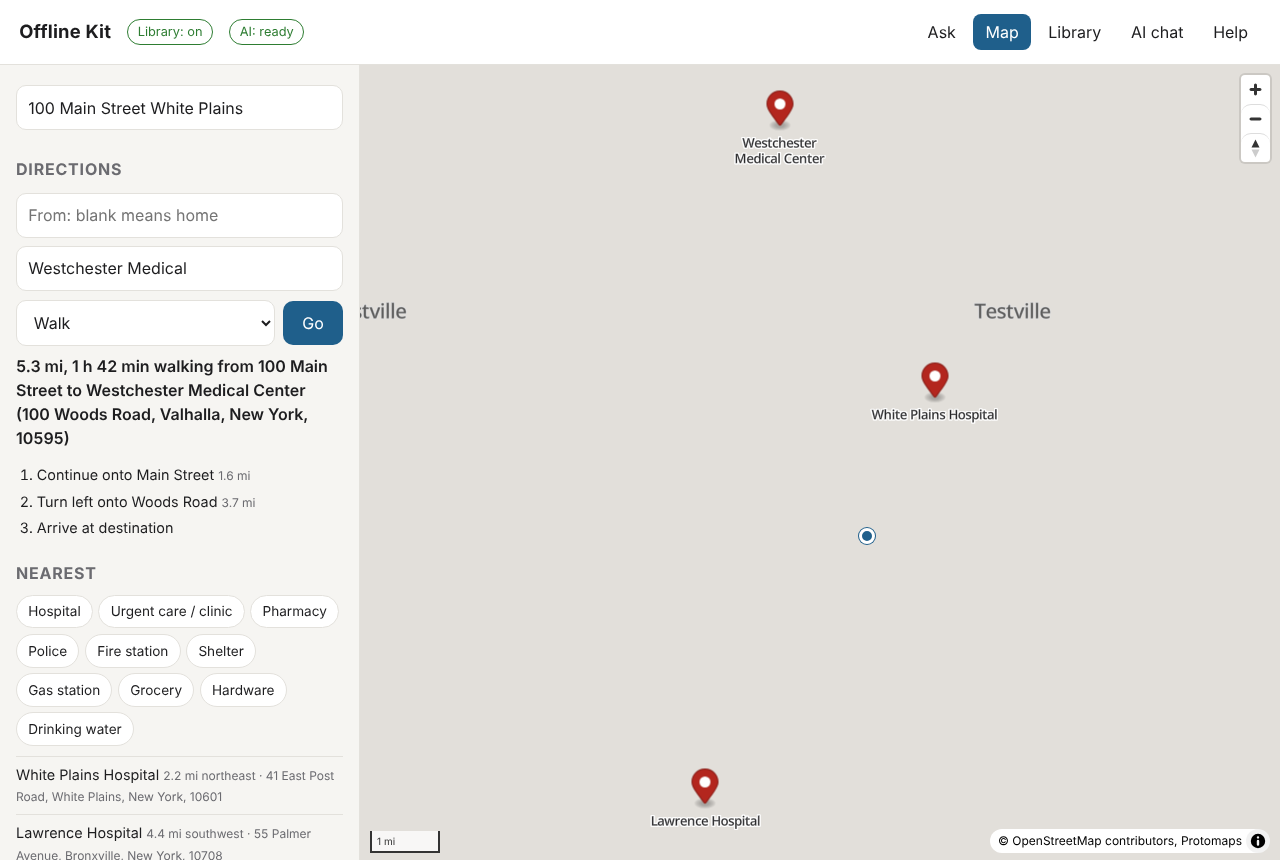 Offline Kit
Library: on
AI: ready
Ask
Map
Library
AI chat
Help
100 Main Street White Plains
DIRECTIONS
From: blank means home
Westchester Medical
Walk
Go
5.3 mi, 1 h 42 min walking from 100 Main
Street to Westchester Medical Center
(100 Woods Road, Valhalla, New York,
10595)
1. Continue onto Main Street 1.6 mi
2. Turn left onto Woods Road 3.7 mi
3. Arrive at destination
NEAREST
Hospital
Urgent care / clinic
Pharmacy
Police
Fire station
Shelter
Gas station
Grocery
Hardware
Drinking water
White Plains Hospital 2.2 mi northeast · 41 East Post
Road, White Plains, New York, 10601
Lawrence Hospital 4.4 mi southwest · 55 Palmer
Avenue, Bronxville, New York, 10708
Westchester
Medical Center
stville
Testville
White Plains Hospital
Lawrence Hospital
1 mi
© OpenStreetMap contributors, Protomaps